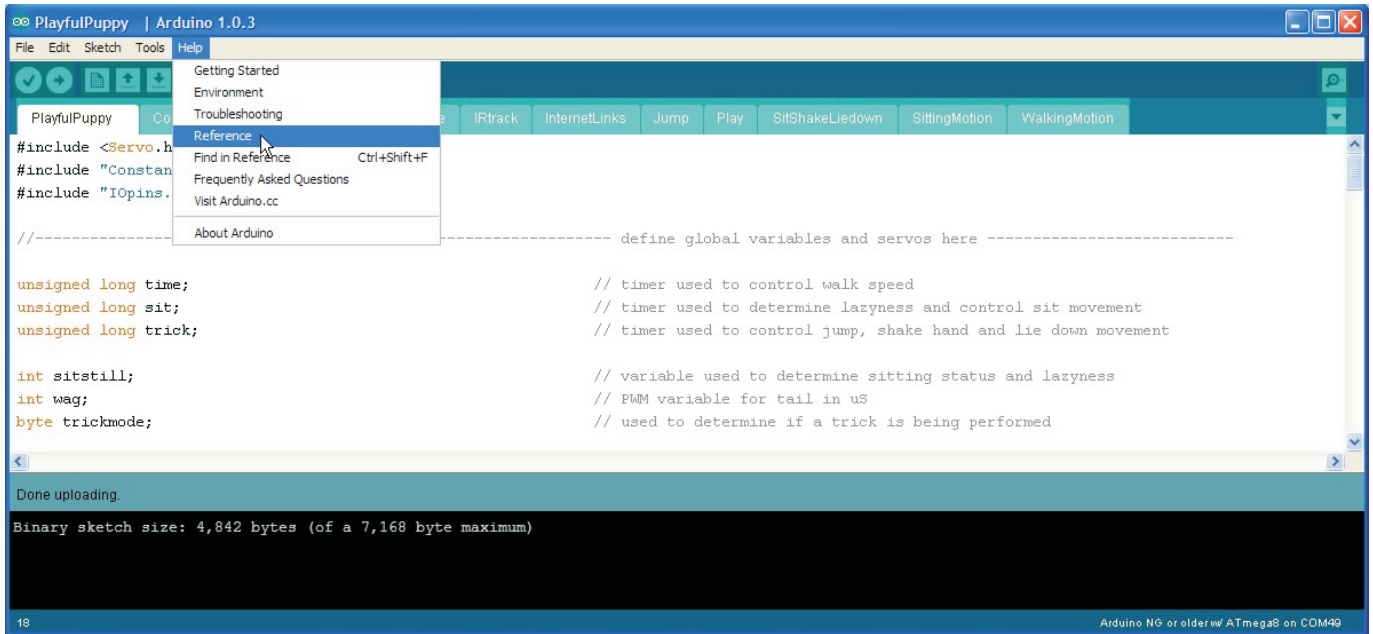 PlayfulPuppy | Arduino 1.0.3
File Edit Sketch Tools Help
Getting Started
Environment
Troubleshooting
Reference
Find in Reference Ctrl+Shift+F
Frequently Asked Questions
Visit Arduino.cc
About Arduino
PlayfulPuppy Co e IRtrack InternetLinks Jump Play SitShakeLiedown SittingMotion WalkingMotion
#include <Servo.h
#include "Constan
#include "IOpins.
//--------------- ------------------- define global variables and servos here ---------------------------
unsigned long time; // timer used to control walk speed
unsigned long sit; // timer used to determine lazyness and control sit movement
unsigned long trick; // timer used to control jump, shake hand and lie down movement
int sitstill; // variable used to determine sitting status and lazyness
int wag; // PWM variable for tail in uS
byte trickmode; // used to determine if a trick is being performed
Done uploading.
Binary sketch size: 4,842 bytes (of a 7,168 byte maximum)
18 Arduino NG or older w/ ATmega8 on COM49